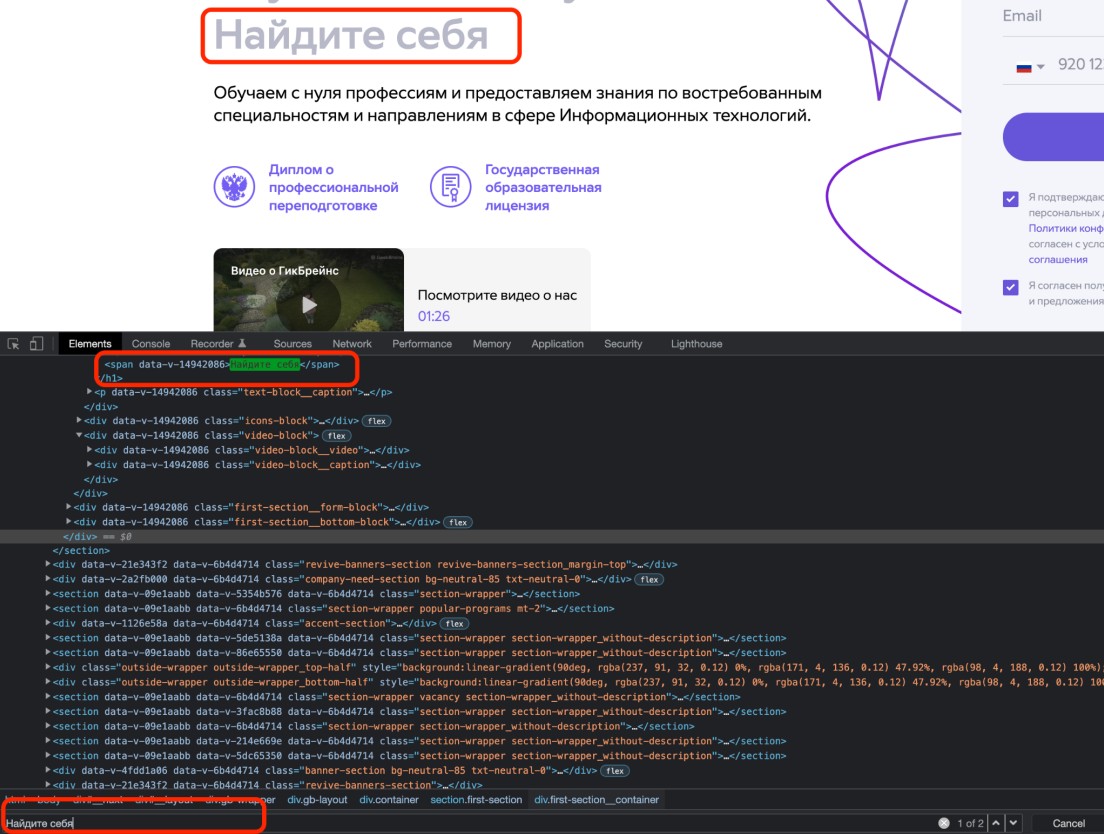 Найдите себя
Email
920 12
Обучаем с нуля профессиям и предоставляем знания по востребованным
специальностям и направлениям в сфере Информационных технологий.
Диплом о
профессиональной
переподготовке
Государственная
образовательная
лицензия
Я подтверждаю
персональных
Политики конф
согласен с усло
соглашения
Я согласен полу
и предложения
Видео о ГикБрейнс
Посмотрите видео о нас
01:26
Elements Console Recorder Sources Network Performance Memory Application Security Lighthouse
<span data-v-14942086>Найдите себя</span>
/h1>
<p data-v-14942086 class="text-block__caption">…</p>
</div>
<div data-v-14942086 class="icons-block">…</div> flex
<div data-v-14942086 class="video-block"> flex
<div data-v-14942086 class="video-block__video">…</div>
<div data-v-14942086 class="video-block__caption">…</div>
</div>
</div>
<div data-v-14942086 class="first-section__form-block">…</div>
<div data-v-14942086 class="first-section__bottom-block">…</div> flex
</div> == $0
</section>
<div data-v-21e343f2 data-v-6b4d4714 class="revive-banners-section revive-banners-section_margin-top">…</div>
<div data-v-2a2fb000 data-v-6b4d4714 class="company-need-section bg-neutral-85 txt-neutral-0">…</div> flex
<section data-v-09e1aabb data-v-5354b576 data-v-6b4d4714 class="section-wrapper">…</section>
<section data-v-09e1aabb data-v-6b4d4714 class="section-wrapper popular-programs mt-2">…</section>
<div data-v-1126e58a data-v-6b4d4714 class="accent-section">…</div> flex
<section data-v-09e1aabb data-v-5de5138a data-v-6b4d4714 class="section-wrapper section-wrapper_without-description">…</section>
<section data-v-09e1aabb data-v-86e65550 data-v-6b4d4714 class="section-wrapper section-wrapper_without-description">…</section>
<div class="outside-wrapper outside-wrapper_top-half" style="background:linear-gradient(90deg, rgba(237, 91, 32, 0.12) 0%, rgba(171, 4, 136, 0.12) 47.92%, rgba(98, 4, 188, 0.12) 100%);
<div class="outside-wrapper outside-wrapper_bottom-half" style="background:linear-gradient(90deg, rgba(237, 91, 32, 0.12) 0%, rgba(171, 4, 136, 0.12) 47.92%, rgba(98, 4, 188, 0.12) 100
<section data-v-09e1aabb data-v-6b4d4714 class="section-wrapper vacancy section-wrapper_without-description">…</section>
<section data-v-09e1aabb data-v-3fac8b88 data-v-6b4d4714 class="section-wrapper section-wrapper_without-description">…</section>
<section data-v-09e1aabb data-v-6b4d4714 class="section-wrapper section-wrapper_without-description">…</section>
<section data-v-09e1aabb data-v-214e669e data-v-6b4d4714 class="section-wrapper section-wrapper_without-description">…</section>
<section data-v-09e1aabb data-v-5dc65350 data-v-6b4d4714 class="section-wrapper section-wrapper_without-description">…</section>
<div data-v-4fdd1a06 data-v-6b4d4714 class="banner-section bg-neutral-85 txt-neutral-0">…</div> flex
<div data-v-21e343f2 data-v-6b4d4714 class="revive-banners-section">…</div>
div.gb-wrapper div.gb-layout div.container section.first-section div.first-section__container
Найдите себя 1 of 2 Cancel